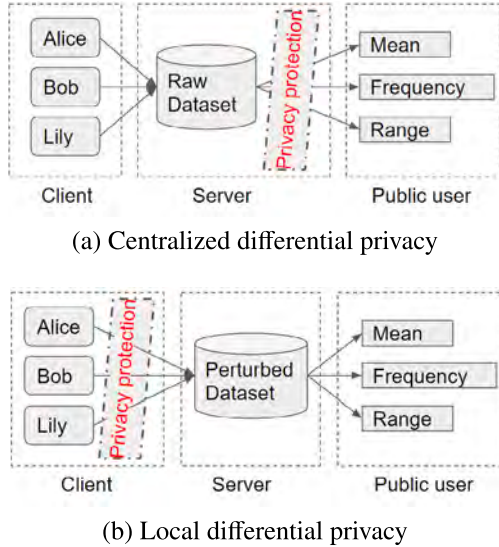 Alice
Bob
Lily
Raw
Dataset
Privacy protection
Mean
Frequency
Range
Client
Server
Public user
(a) Centralized differential privacy
Alice
Bob
Lily
Privacy protection
Perturbed
Dataset
Mean
Frequency
Range
Client
Server
Public user
(b) Local differential privacy